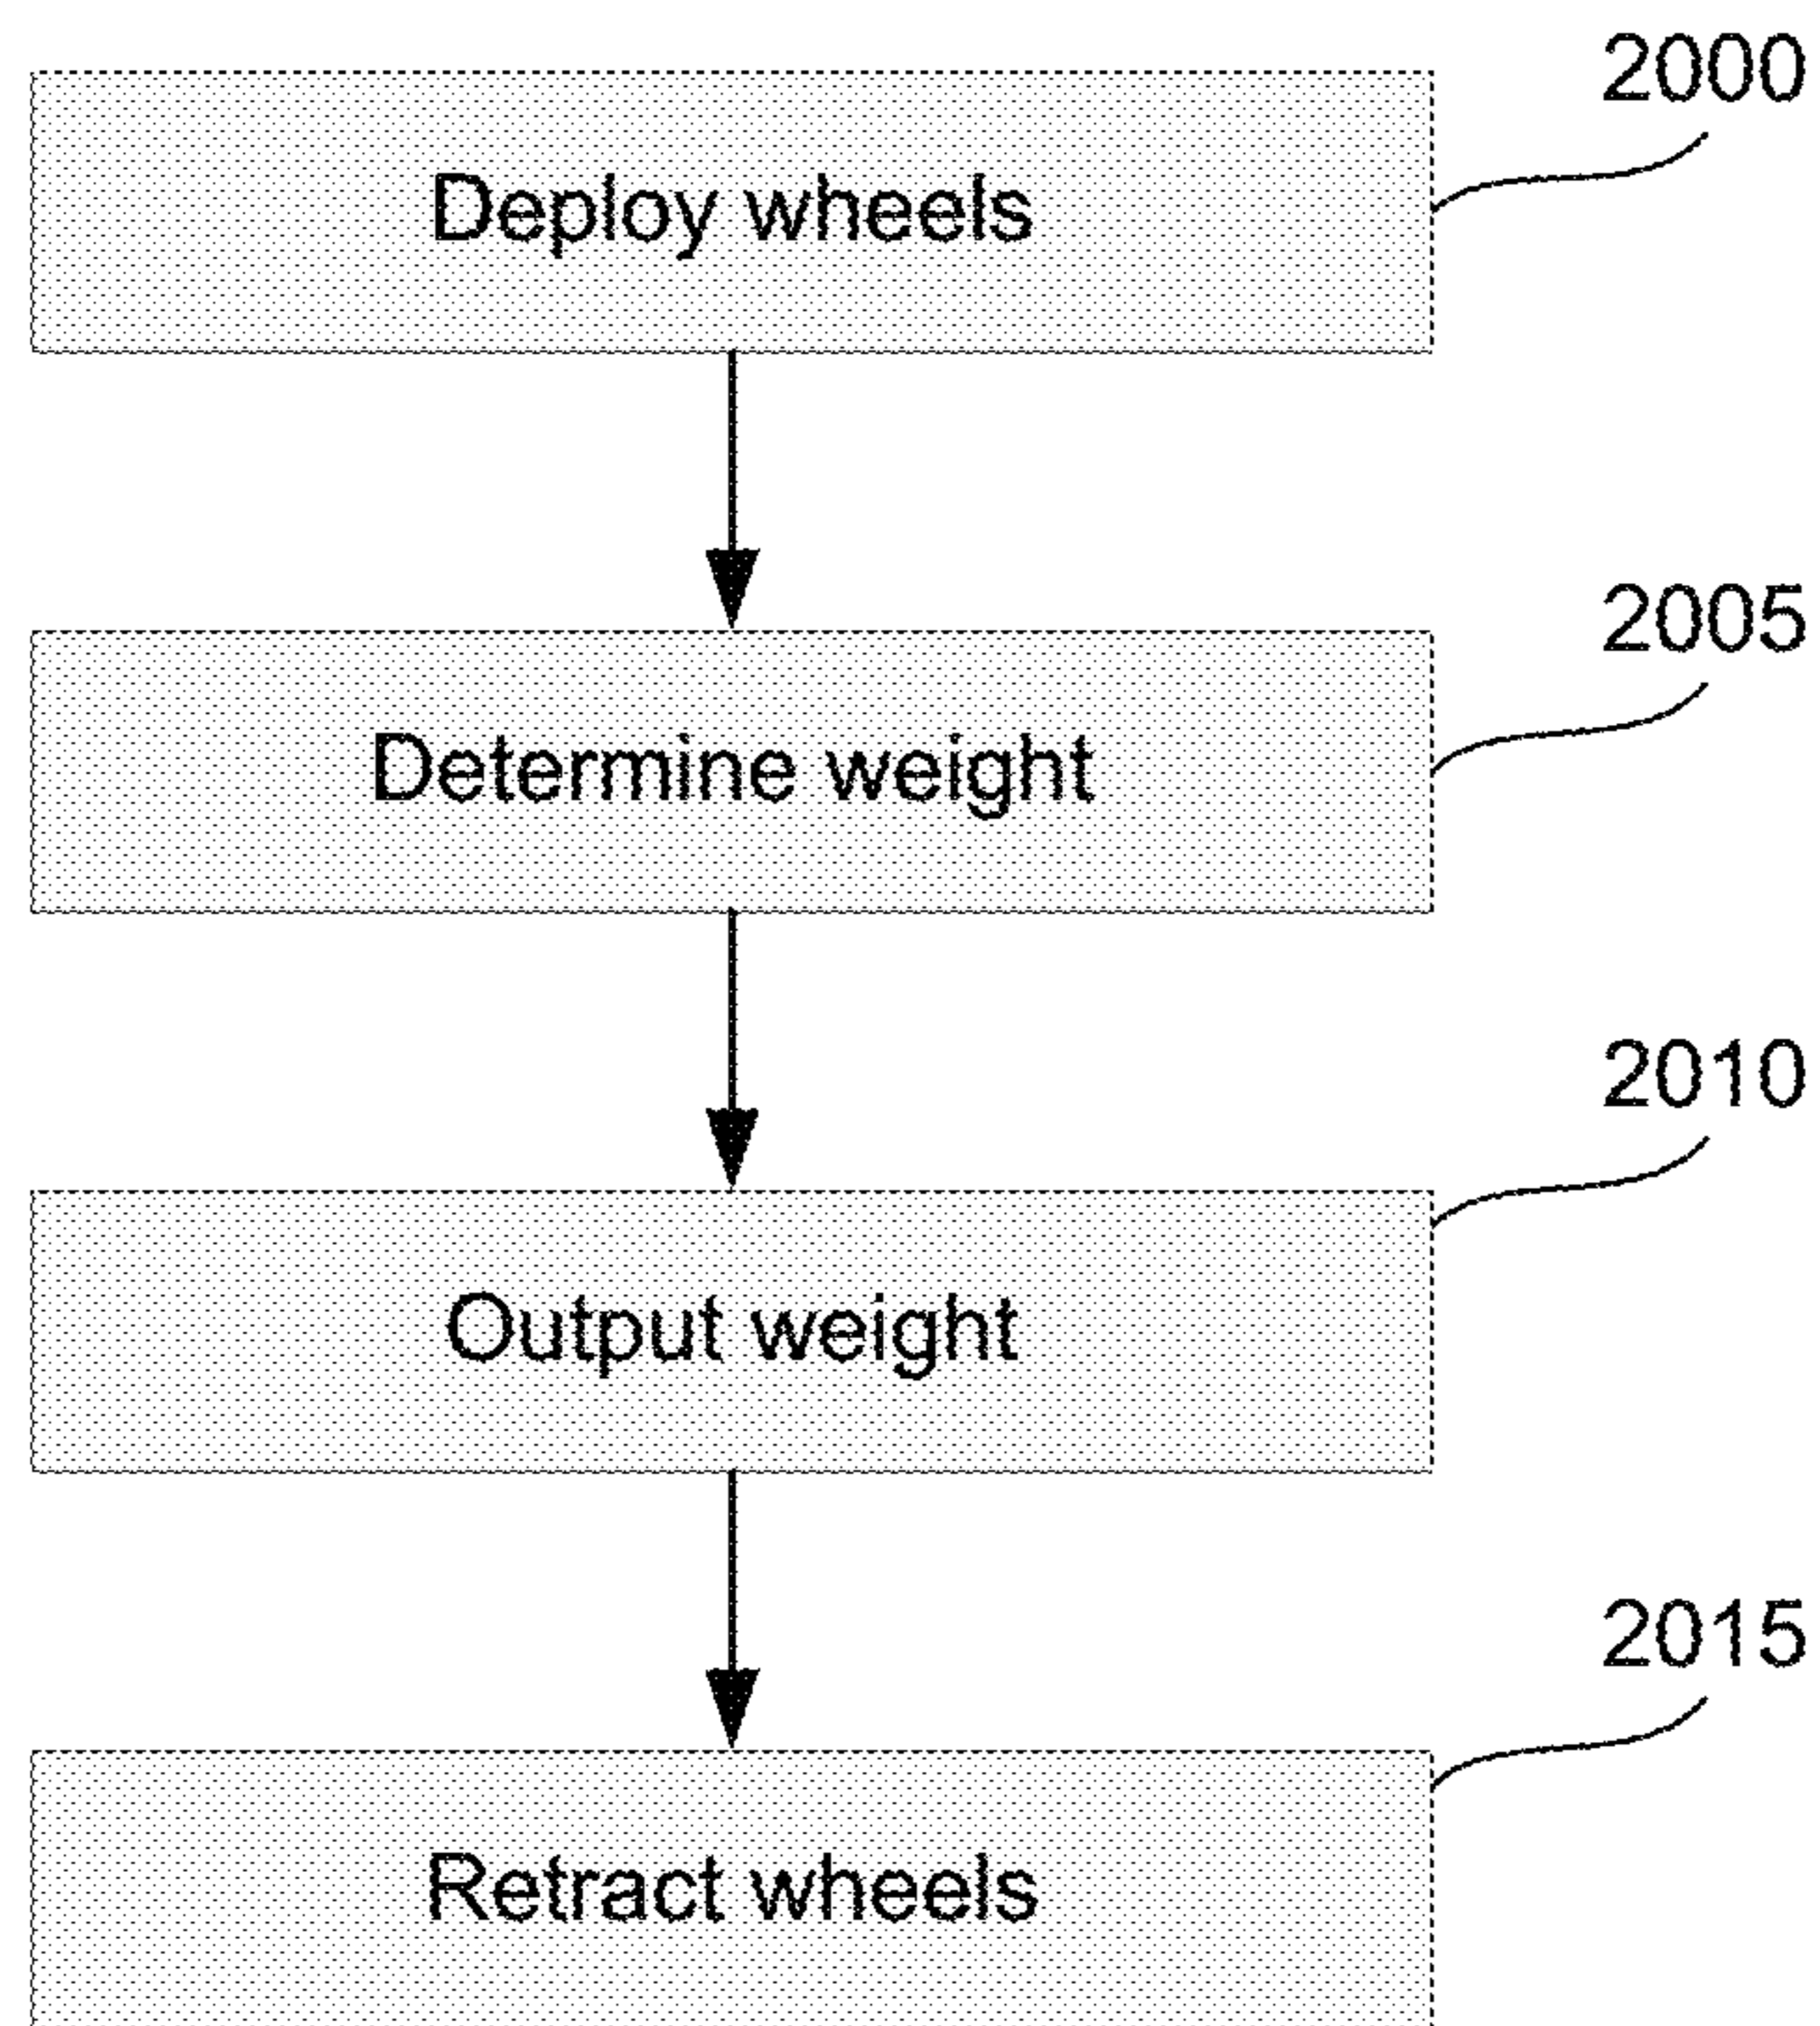 2000
Deploy wheels
2005
Determine weight
2010
Output weight
2015
Retract wheels